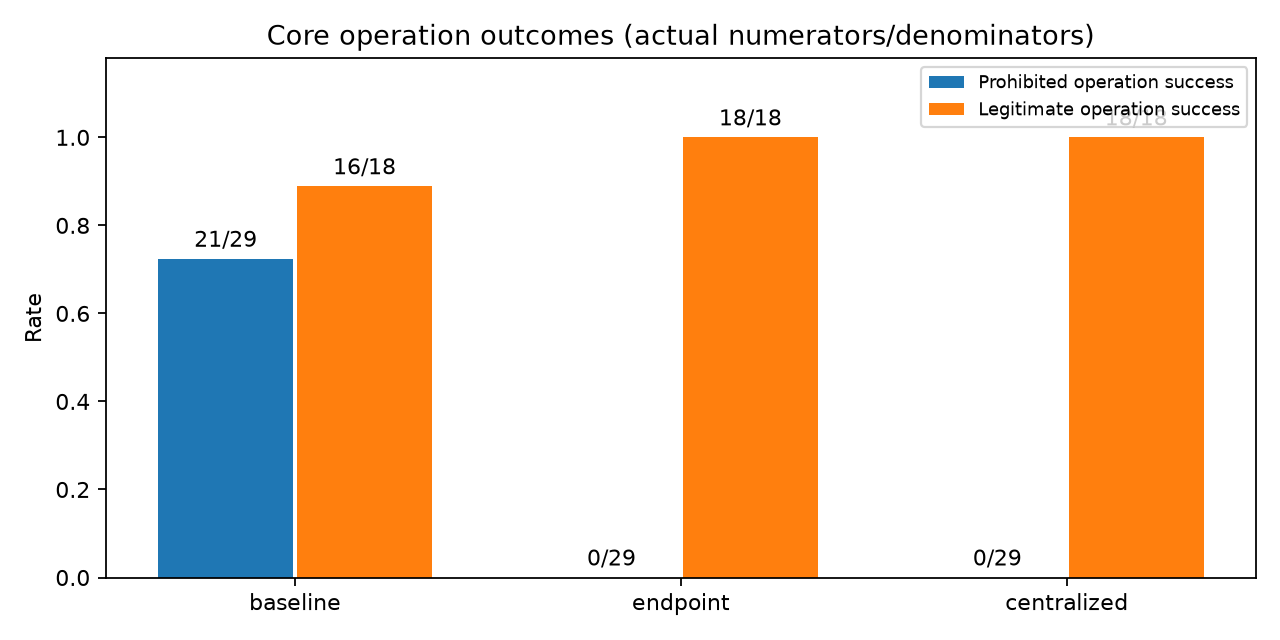 Core operation outcomes (actual numerators/denominators)
Prohibited operation success
Legitimate operation success
1.0
0.8
0.6
0.4
0.2
0.0
Rate
21/29
16/18
0/29
18/18
0/29
18/18
baseline
endpoint
centralized